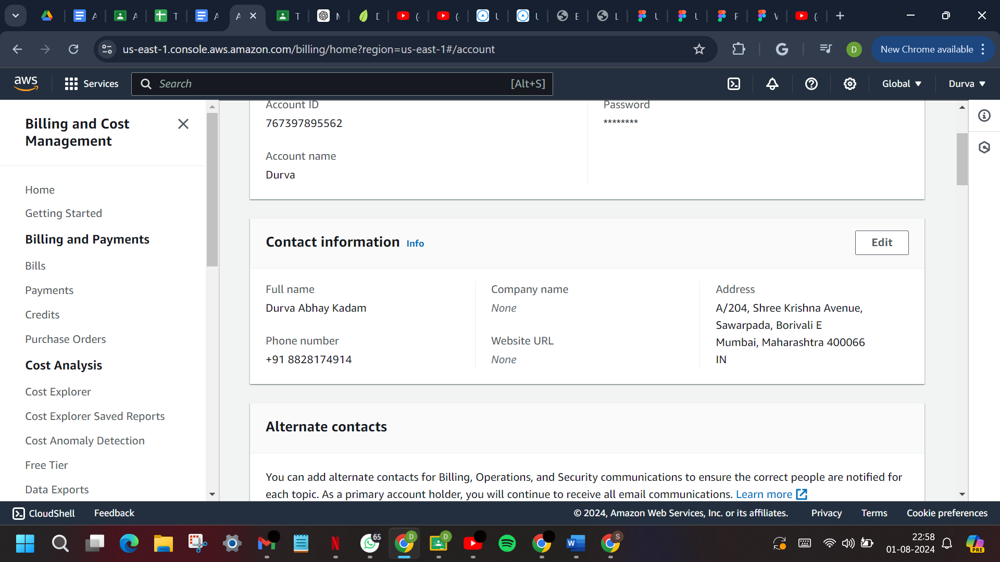 A
A
T
A
A
T
N
D
(
(
U
U
E
L
U
U
F
V
(
us-east-1.console.aws.amazon.com/billing/home?region=us-east-1#/account
G
D
New Chrome available
aws
Services
Search
[Alt+S]
Global
Durva
Billing and Cost
Management
Home
Getting Started
Billing and Payments
Bills
Payments
Credits
Purchase Orders
Cost Analysis
Cost Explorer
Cost Explorer Saved Reports
Cost Anomaly Detection
Free Tier
Data Exports
Account ID
767397895562
Account name
Durva
Password
********
Contact information Info
Edit
Full name
Durva Abhay Kadam
Phone number
+91 8828174914
Company name
None
Website URL
None
Address
A/204, Shree Krishna Avenue,
Sawarpada, Borivali E
Mumbai, Maharashtra 400066
IN
Alternate contacts
You can add alternate contacts for Billing, Operations, and Security communications to ensure the correct people are notified for
each topic. As a primary account holder, you will continue to receive all email communications. Learn more
CloudShell
Feedback
© 2024, Amazon Web Services, Inc. or its affiliates.
Privacy
Terms
Cookie preferences
N
65
D
D
W
S
22:58
01-08-2024
PRE